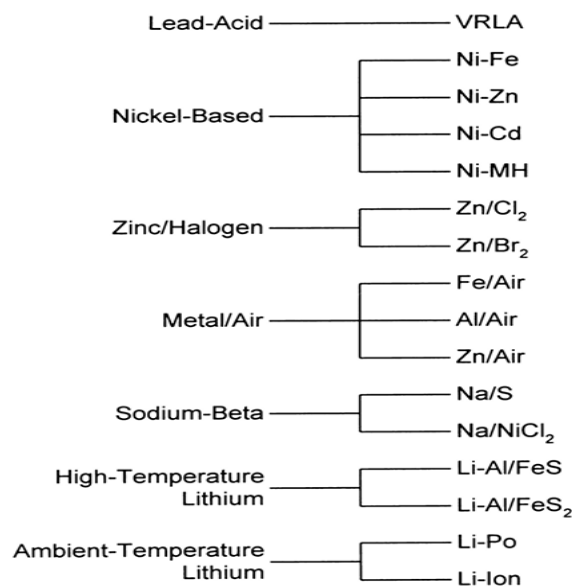 Lead-Acid VRLA
Ni-Fe
Ni-Zn
Nickel-Based
Ni-Cd
Ni-MH
Zn/Cl₂
Zinc/Halogen
Zn/Br₂
Fe/Air
Metal/Air Al/Air
Zn/Air
Na/S
Sodium-Beta
Na/NiCl₂
High-Temperature
Lithium
Li-Al/FeS
Li-Al/FeS₂
Ambient-Temperature
Lithium
Li-Po
Li-Ion